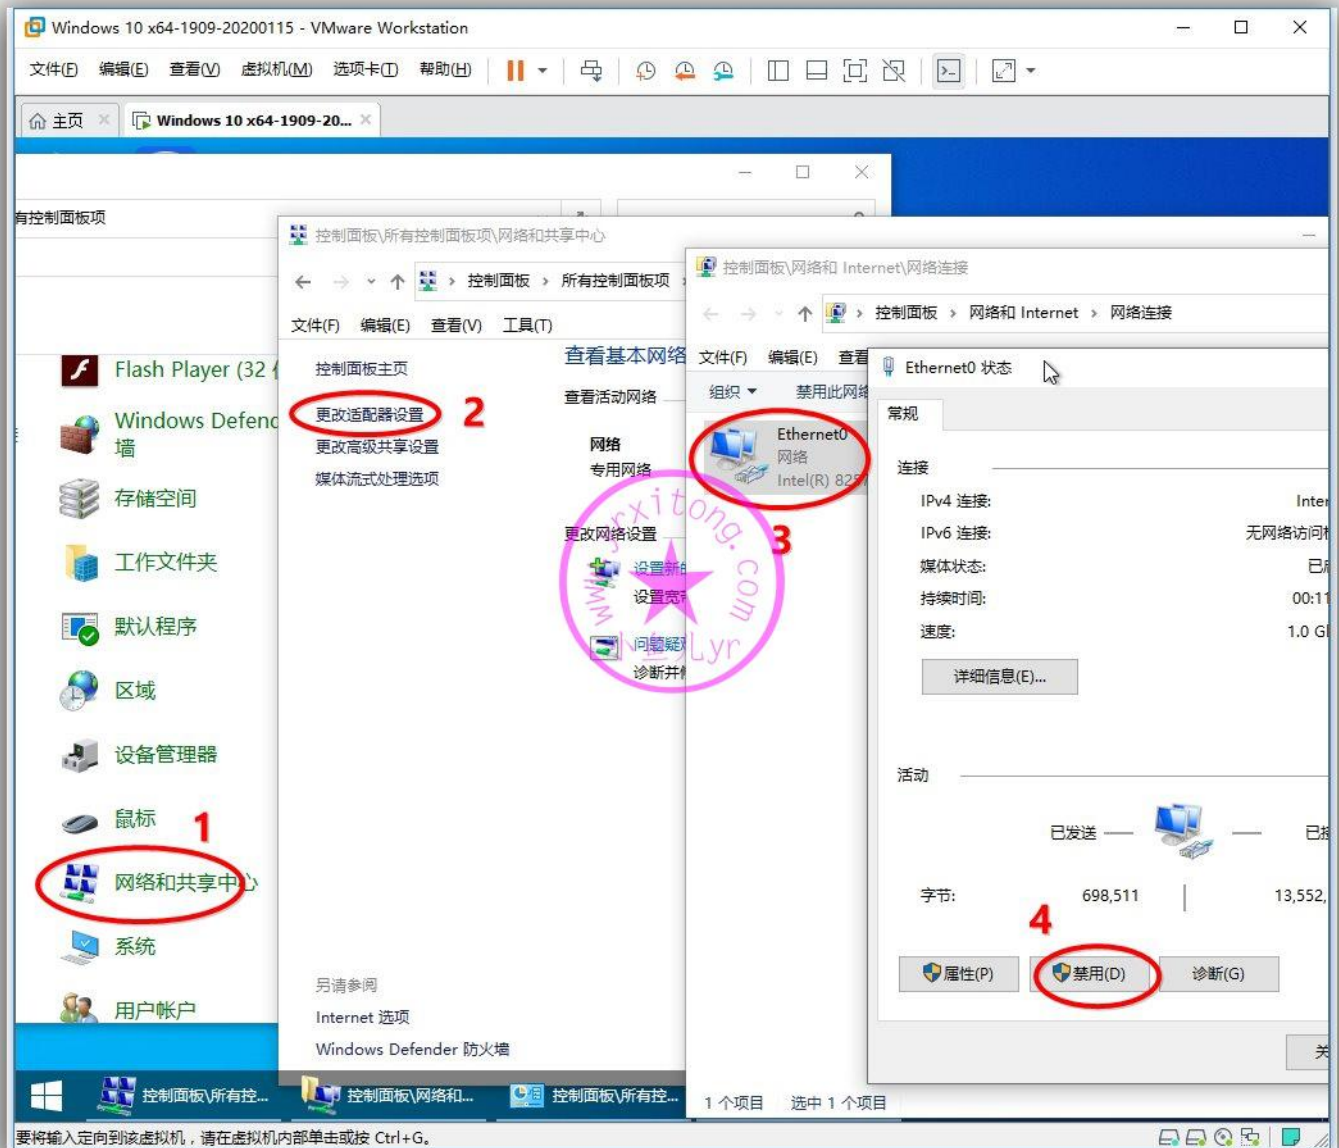 Windows 10 x64-1909-20200115 - VMware Workstation
文件(F) 编辑(E) 查看(V) 虚拟机(M) 选项卡(T) 帮助(H)
主页
Windows 10 x64-1909-20...
有控制面板项
Flash Player (32
Windows Defend
墙
存储空间
工作文件夹
默认程序
区域
设备管理器
鼠标
1
网络和共享中心
系统
用户帐户
控制面板\所有控制面板项\网络和共享中心
控制面板 › 所有控制面板项
文件(F) 编辑(E) 查看(V) 工具(T)
控制面板主页
更改适配器设置
2
更改高级共享设置
媒体流式处理选项
查看基本网络
查看活动网络
网络
专用网络
更改网络设置
设置新的
设置宽带
问题疑难
诊断并修
另请参阅
Internet 选项
Windows Defender 防火墙
www.yrxitong.com
小鱼儿yr
控制面板\网络和 Internet\网络连接
控制面板 › 网络和 Internet › 网络连接
文件(F) 编辑(E) 查看
组织 禁用此网络
Ethernet0
网络
Intel(R) 8257
3
1 个项目 选中 1 个项目
Ethernet0 状态
常规
连接
IPv4 连接: Inter
IPv6 连接: 无网络访问权
媒体状态: 已启
持续时间: 00:11
速度: 1.0 G
详细信息(E)...
活动
已发送 已接
字节: 698,511 13,552,
4
属性(P) 禁用(D) 诊断(G)
关
控制面板\所有控... 控制面板\网络和... 控制面板\所有控...
要将输入定向到该虚拟机，请在虚拟机内部单击或按 Ctrl+G。